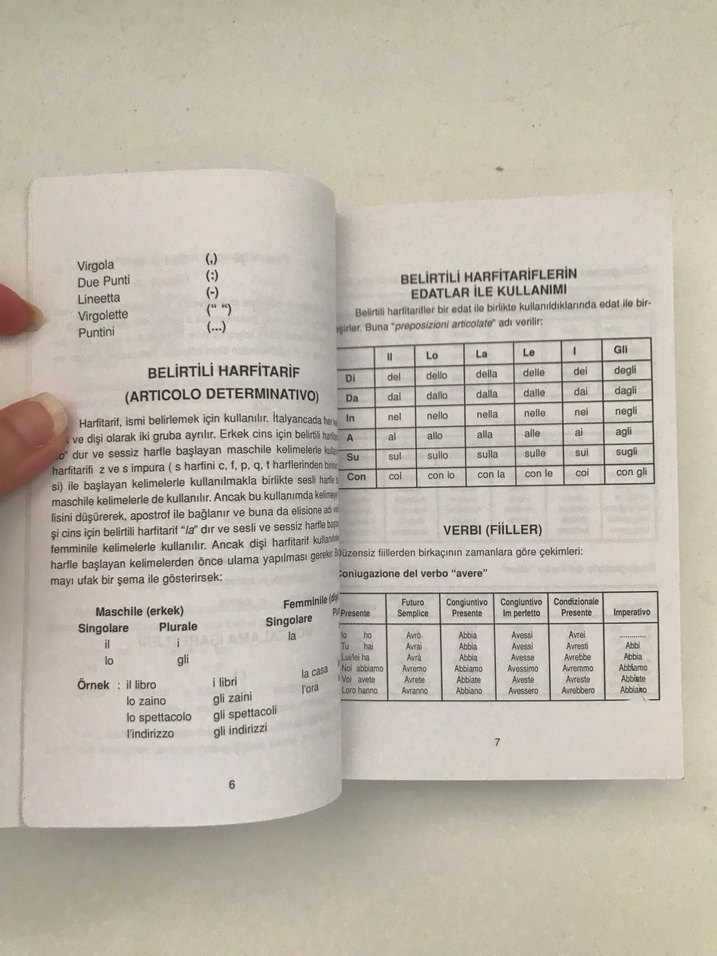 Virgola (,)
Due Punti (:)
Lineetta (-)
Virgolette (“ “)
Puntini (...)
BELIRTİLİ HARFİTARİF
(ARTICOLO DETERMINATIVO)
Harfitarif, ismi belirlemek için kullanılır. İtalyancada her
ve dişi olarak iki gruba ayrılır. Erkek cins için belirtili
dur ve sessiz harfle başlayan maschile kelimelerle
harfitarifi z ve s impura ( s harfini c, f, p, q, t harflerinden
si) ile başlayan kelimelerle kullanılmakla birlikte sesli harfle
maschile kelimelerle de kullanılır. Ancak bu kullanımda
lisini düşürerek, apostrof ile bağlanır ve buna da elisione adı
şi cins için belirtili harfitarif "la" dır ve sesli ve sessiz harfle
femminile kelimelerle kullanılır. Ancak dişi harfitarif
harfle başlayan kelimelerden önce ulama yapılması gerekir.
mayı ufak bir şema ile gösterirsek:
Maschile (erkek) Femminile
Singolare Plurale Singolare
il i la
lo gli
Örnek : il libro i libri la casa
lo zaino gli zaini l'ora
lo spettacolo gli spettacoli
l'indirizzo gli indirizzi
6
BELİRTİLİ HARFİTARİFLERİN
EDATLAR İLE KULLANIMI
Belirtili harfitarifler bir edat ile birlikte kullanıldıklarında edat ile bir-
eşirler. Buna “preposizioni articolate” adı verilir:
Il Lo La Le I Gli
Di del dello della delle dei degli
Da dal dallo dalla dalle dai dagli
In nel nello nella nelle nei negli
A al allo alla alle ai agli
Su sul sullo sulla sulle sui sugli
Con col con lo con la con le coi con gli
VERBI (FIİLLER)
Düzensiz fiillerden birkaçının zamanlara göre çekimleri:
Coniugazione del verbo “avere”
Presente Futuro Semplice Congiuntivo Presente Congiuntivo Im perfetto Condizionale Presente Imperativo
Io ho Avrò Abbia Avessi Avrei .............
Tu hai Avrai Abbia Avessi Avresti Abbi
Lui/lei ha Avrà Abbia Avesse Avrebbe Abbia
Noi abbiamo Avremo Abbiamo Avessimo Avremmo Abbiamo
Voi avete Avrete Abbiate Aveste Avreste Abbiate
Loro hanno Avranno Abbiano Avessero Avrebbero Abbiano
7